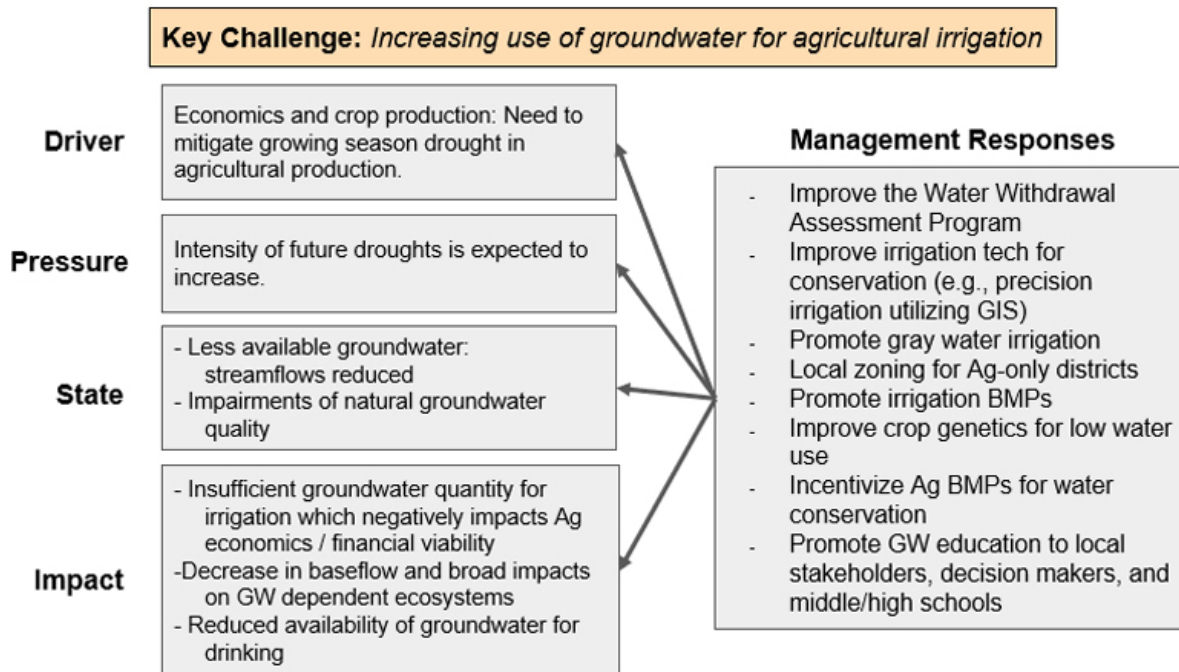 Key Challenge: Increasing use of groundwater for agricultural irrigation
Driver
Economics and crop production: Need to
mitigate growing season drought in
agricultural production.
Pressure
Intensity of future droughts is expected to
increase.
State
- Less available groundwater:
streamflows reduced
- Impairments of natural groundwater
quality
Impact
- Insufficient groundwater quantity for
irrigation which negatively impacts Ag
economics / financial viability
-Decrease in baseflow and broad impacts
on GW dependent ecosystems
- Reduced availability of groundwater for
drinking
Management Responses
- Improve the Water Withdrawal
Assessment Program
- Improve irrigation tech for
conservation (e.g., precision
irrigation utilizing GIS)
- Promote gray water irrigation
- Local zoning for Ag-only districts
- Promote irrigation BMPs
- Improve crop genetics for low water
use
- Incentivize Ag BMPs for water
conservation
- Promote GW education to local
stakeholders, decision makers, and
middle/high schools